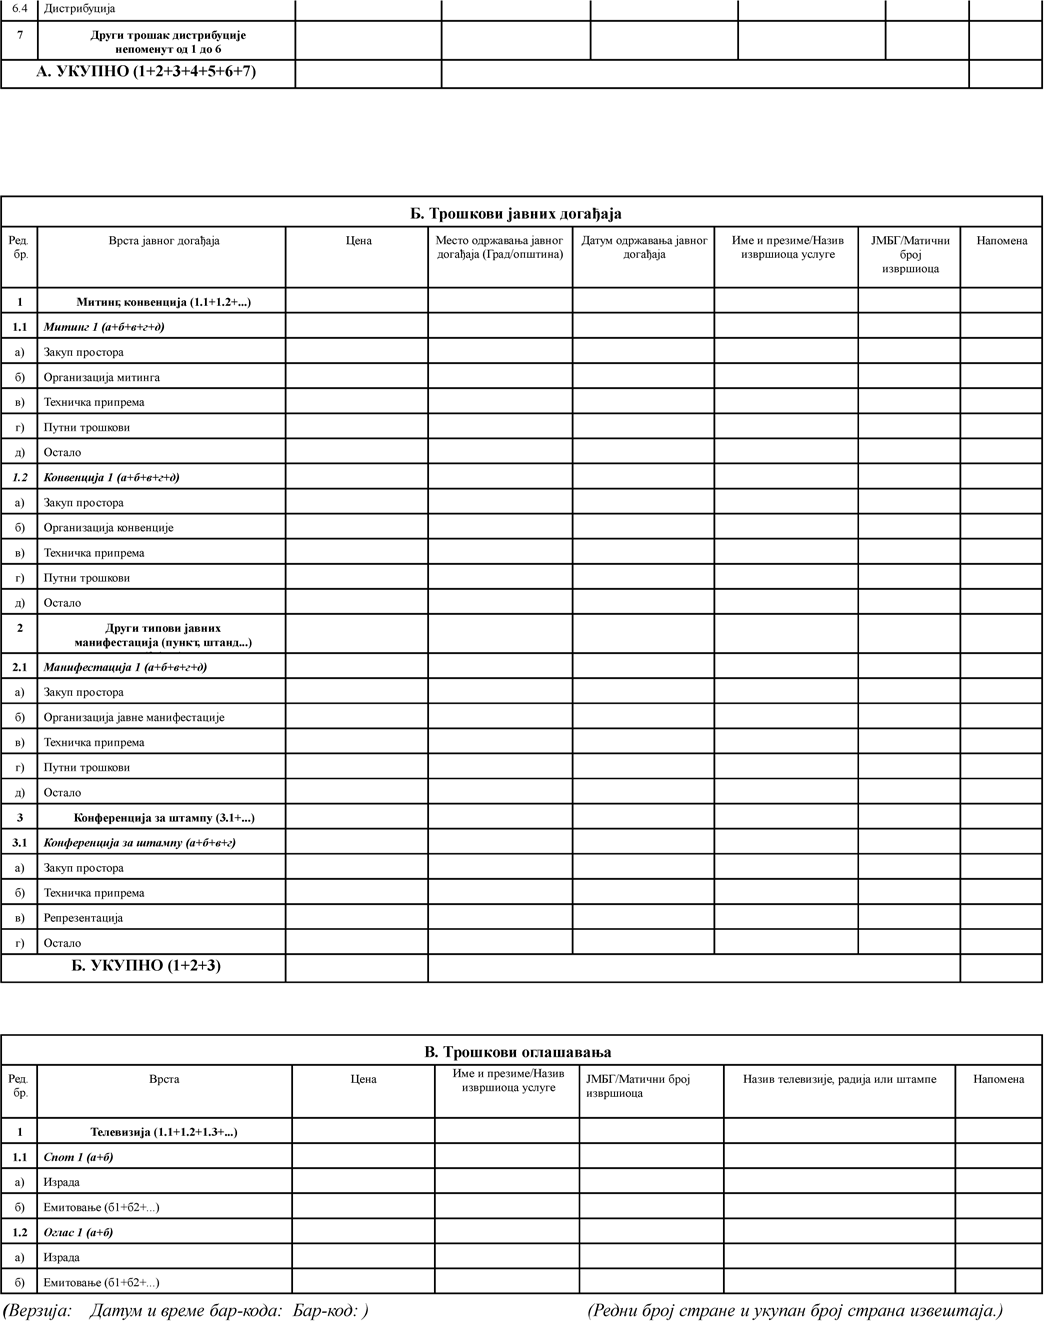 6.4 Дистрибуција
7 Други трошак дистрибуције
непоменут од 1 до 6
А. УКУПНО (1+2+3+4+5+6+7)
Б. Трошкови јавних догађаја
Ред. бр. Врста јавног догађаја Цена Место одржавања јавног догађаја (Град/општина) Датум одржавања јавног догађаја Име и презиме/Назив извршиоца услуге ЈМБГ/Матични број извршиоца Напомена
1 Митинг, конвенција (1.1+1.2+...)
1.1 Митинг 1 (а+б+в+г+д)
а) Закуп простора
б) Организација митинга
в) Техничка припрема
г) Путни трошкови
д) Остало
1.2 Конвенција 1 (а+б+в+г+д)
а) Закуп простора
б) Организација конвенције
в) Техничка припрема
г) Путни трошкови
д) Остало
2 Други типови јавних
манифестација (пункт, штанд...)
2.1 Манифестација 1 (а+б+в+г+д)
а) Закуп простора
б) Организација јавне манифестације
в) Техничка припрема
г) Путни трошкови
д) Остало
3 Конференција за штампу (3.1+...)
3.1 Конференција за штампу (а+б+в+г)
а) Закуп простора
б) Техничка припрема
в) Репрезентација
г) Остало
Б. УКУПНО (1+2+3)
В. Трошкови оглашавања
Ред. бр. Врста Цена Име и презиме/Назив извршиоца услуге ЈМБГ/Матични број извршиоца Назив телевизије, радија или штампе Напомена
1 Телевизија (1.1+1.2+1.3+...)
1.1 Спот 1 (а+б)
а) Израда
б) Емитовање (б1+б2+...)
1.2 Оглас 1 (а+б)
а) Израда
б) Емитовање (б1+б2+...)
(Верзија: Датум и време бар-кода: Бар-код: ) (Редни број стране и укупан број страна извештаја.)